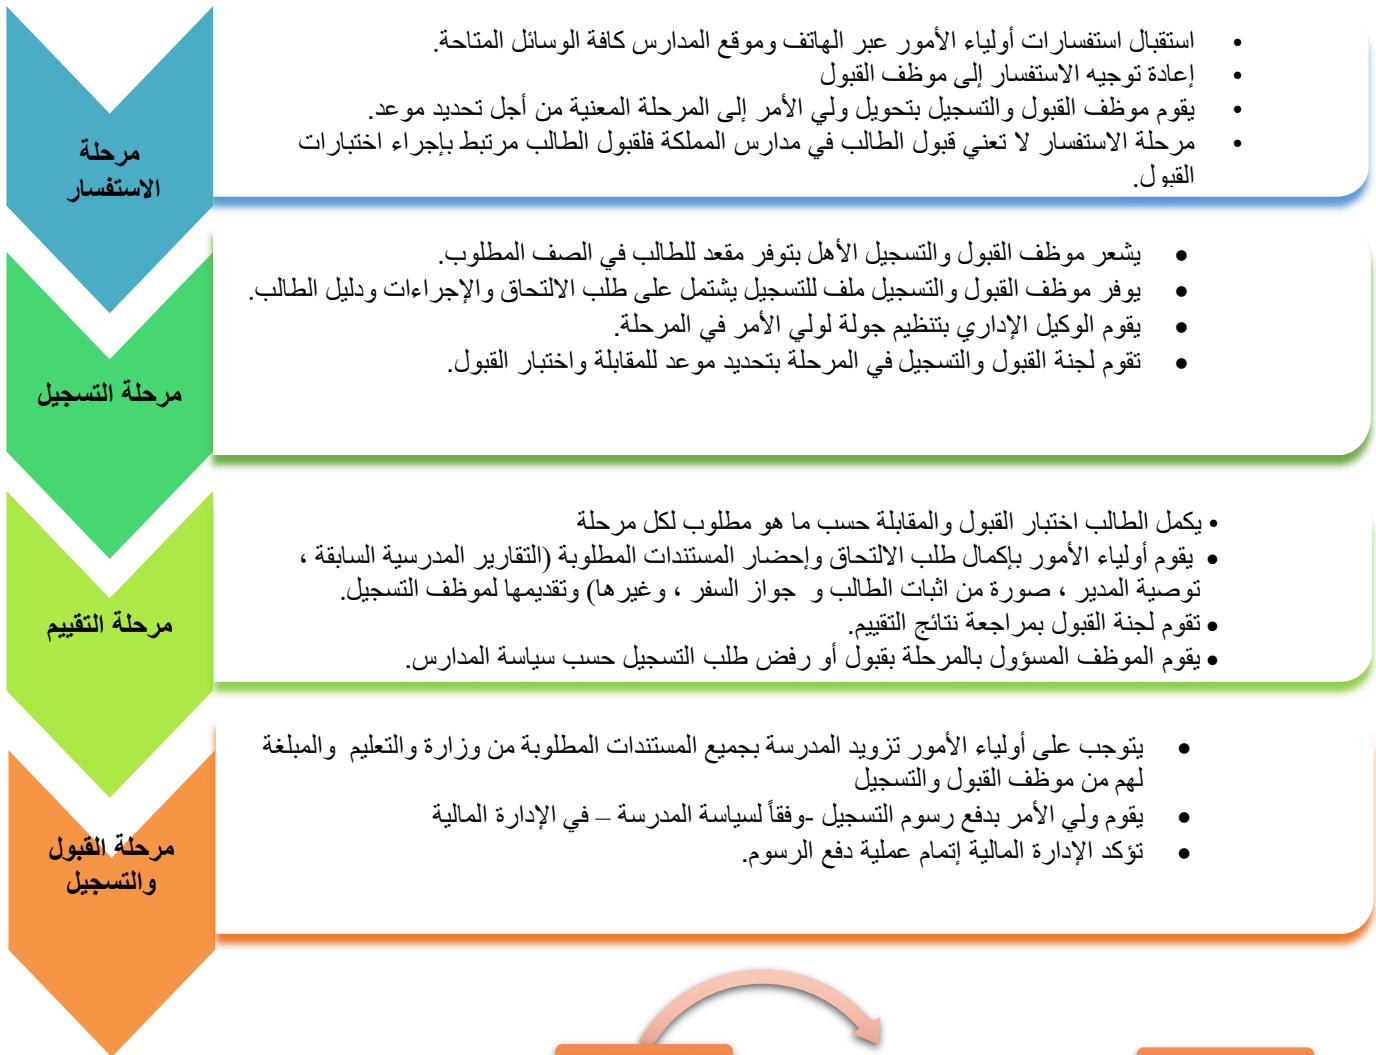 مرحلة
الاستفسار
• استقبال استفسارات أولياء الأمور عبر الهاتف وموقع المدارس كافة الوسائل المتاحة.
• إعادة توجيه الاستفسار إلى موظف القبول
• يقوم موظف القبول والتسجيل بتحويل ولي الأمر إلى المرحلة المعنية من أجل تحديد موعد.
• مرحلة الاستفسار لا تعني قبول الطالب في مدارس المملكة فلقبول الطالب مرتبط بإجراء اختبارات
القبول.
مرحلة التسجيل
• يشعر موظف القبول والتسجيل الأهل بتوفر مقعد للطالب في الصف المطلوب.
• يوفر موظف القبول والتسجيل ملف للتسجيل يشتمل على طلب الالتحاق والإجراءات ودليل الطالب.
• يقوم الوكيل الإداري بتنظيم جولة لولي الأمر في المرحلة.
• تقوم لجنة القبول والتسجيل في المرحلة بتحديد موعد للمقابلة واختبار القبول.
مرحلة التقييم
• يكمل الطالب اختبار القبول والمقابلة حسب ما هو مطلوب لكل مرحلة
• يقوم أولياء الأمور بإكمال طلب الالتحاق وإحضار المستندات المطلوبة (التقارير المدرسية السابقة ،
توصية المدير ، صورة من اثبات الطالب و جواز السفر ، وغيرها) وتقديمها لموظف التسجيل.
• تقوم لجنة القبول بمراجعة نتائج التقييم.
• يقوم الموظف المسؤول بالمرحلة بقبول أو رفض طلب التسجيل حسب سياسة المدارس.
مرحلة القبول
والتسجيل
• يتوجب على أولياء الأمور تزويد المدرسة بجميع المستندات المطلوبة من وزارة والتعليم والمبلغة
لهم من موظف القبول والتسجيل
• يقوم ولي الأمر بدفع رسوم التسجيل -وفقاً لسياسة المدرسة – في الإدارة المالية
• تؤكد الإدارة المالية إتمام عملية دفع الرسوم.